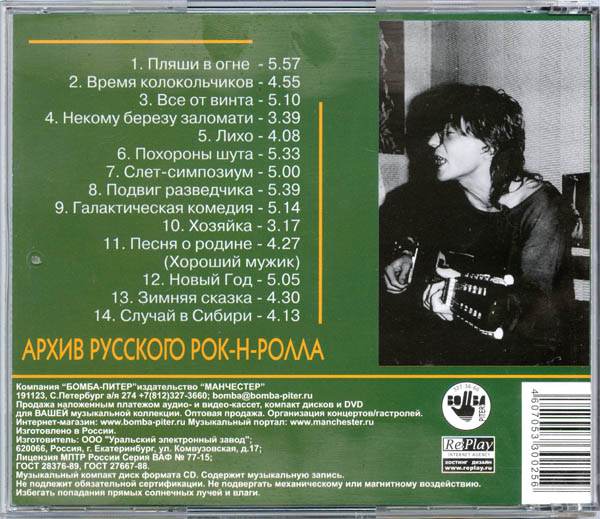 1. Пляши в огне - 5.57
2. Время колокольчиков - 4.55
3. Все от винта - 5.10
4. Некому березу заломати - 3.39
5. Лихо - 4.08
6. Похороны шута - 5.33
7. Слет-симпозиум - 5.00
8. Подвиг разведчика - 5.39
9. Галактическая комедия - 5.14
10. Хозяйка - 3.17
11. Песня о родине - 4.27
(Хороший мужик)
12. Новый Год - 5.05
13. Зимняя сказка - 4.30
14. Случай в Сибири - 4.13
АРХИВ РУССКОГО РОК-Н-РОЛЛА
Компания "БОМБА-ПИТЕР"издательство "МАНЧЕСТЕР"
191123, С.Петербург а/я 274 +7(812)327-3660; bomba@bomba-piter.ru
Продажа наложенным платежом аудио- и видео-кассет, компакт дисков и DVD
для ВАШЕЙ музыкальной коллекции. Оптовая продажа. Организация концертов/гастролей.
Интернет-магазин: www.bomba-piter.ru Музыкальный портал: www.manchester.ru
Изготовлено в России.
Изготовитель: ООО "Уральский электронный завод";
620066, Россия, г. Екатеринбург, ул. Комвузовская, д.17;
Лицензия МПТР России Серия ВАФ № 77-15;
ГОСТ 28376-89, ГОСТ 27667-88.
Музыкальный компакт диск формата CD. Содержит музыкальную запись.
Не подлежит обязательной сертификации. Не подвергать механическому или магнитному воздействию.
Избегать попадания прямых солнечных лучей и влаги.
327-36-60
BOMBA
PITER
RePlay
INTERNET AGENCY
ХОСТИНГ ДИЗАЙН
www.replay.ru
4607053300256